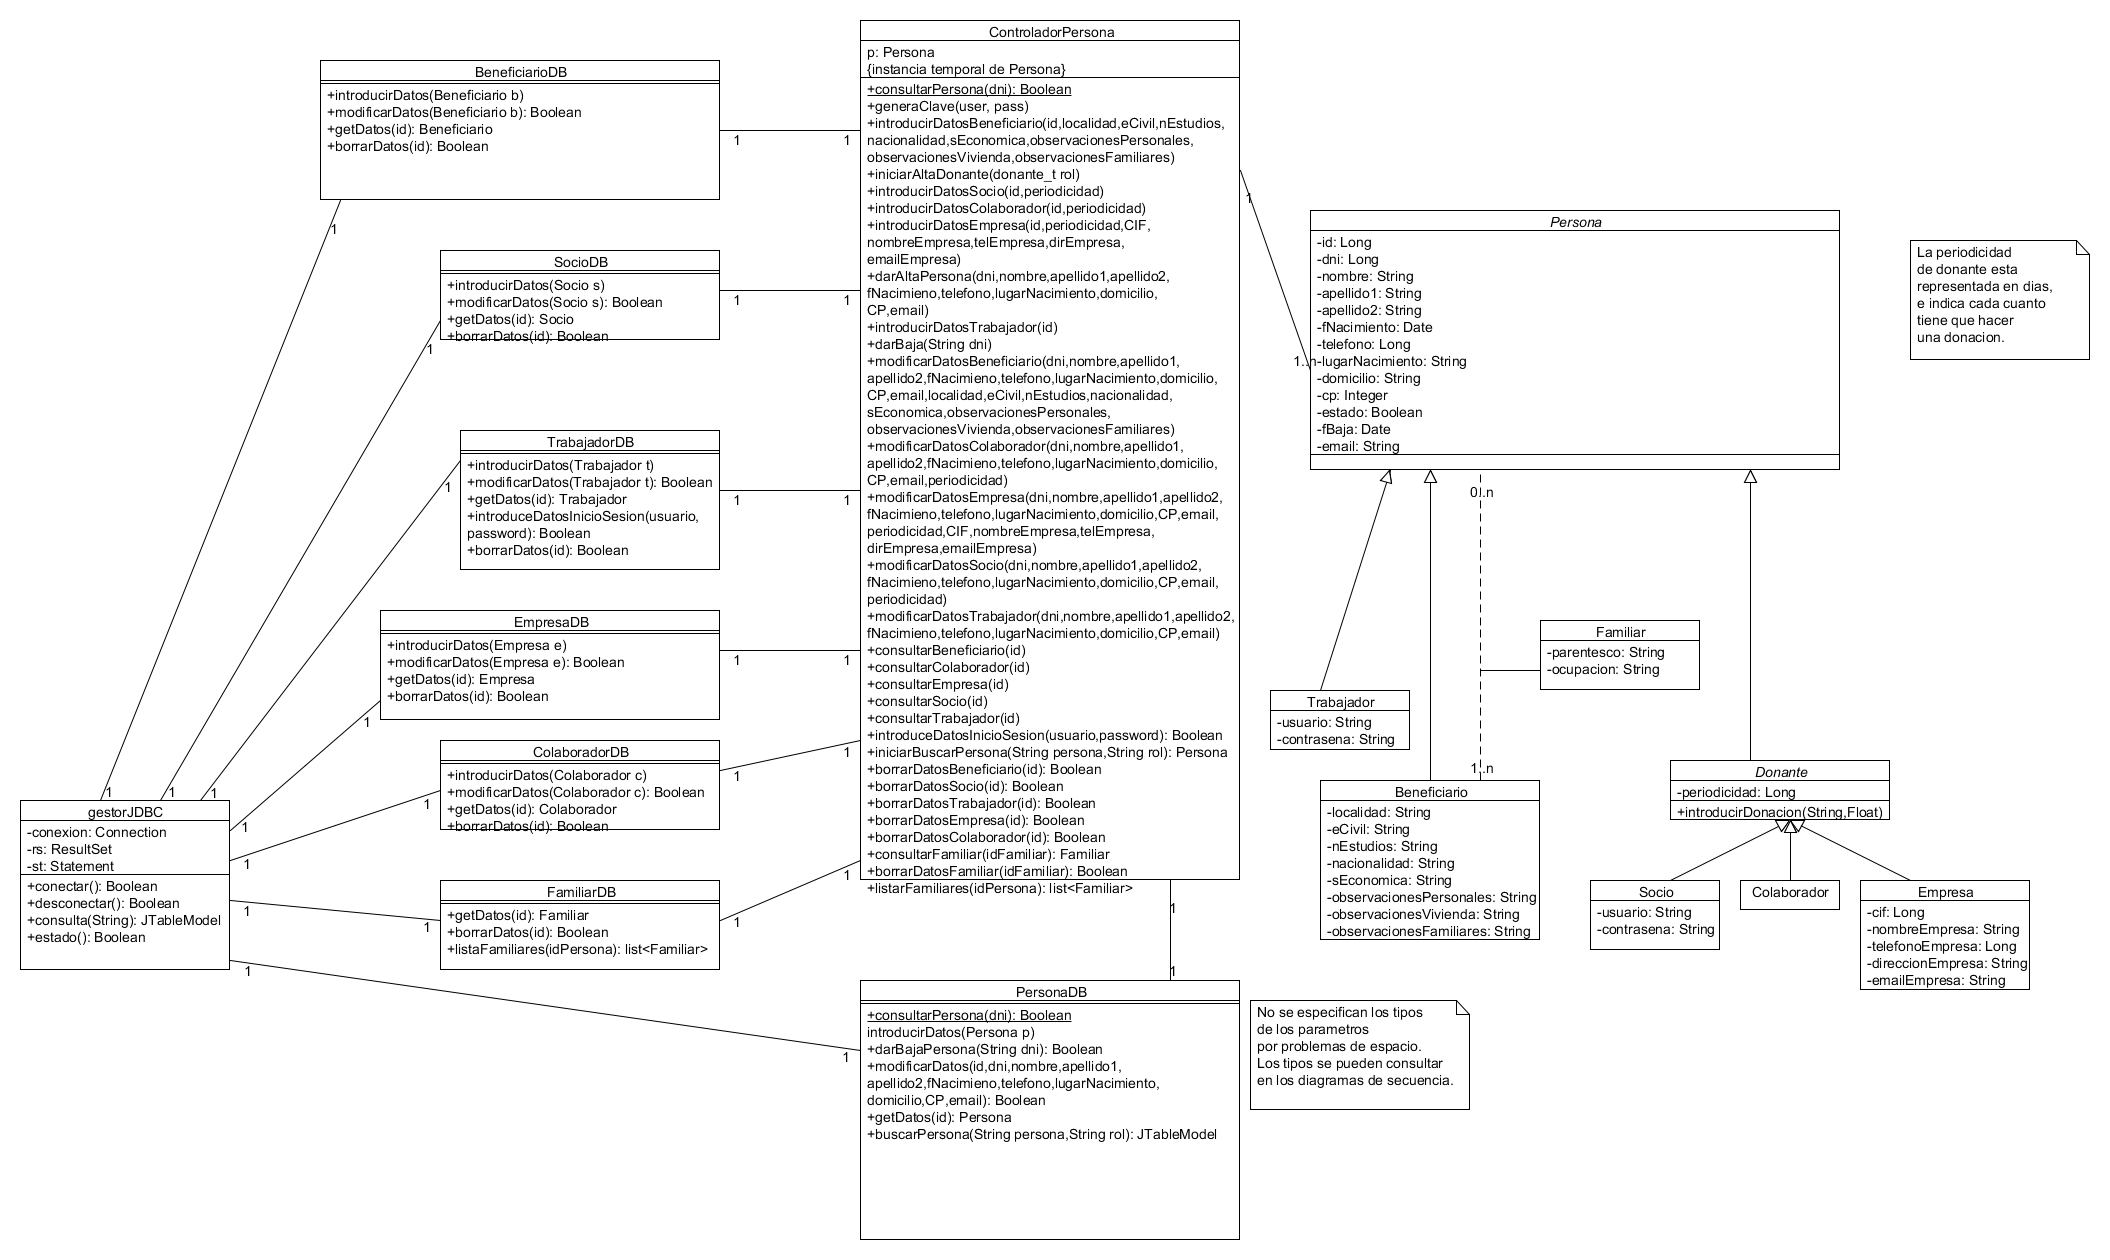 BeneficiarioDB
+introducirDatos(Beneficiario b)
+modificarDatos(Beneficiario b): Boolean
+getDatos(id): Beneficiario
+borrarDatos(id): Boolean
1
1
1
1
SocioDB
+introducirDatos(Socio s)
+modificarDatos(Socio s): Boolean
+getDatos(id): Socio
+borrarDatos(id): Boolean
1
1
1
1
TrabajadorDB
+introducirDatos(Trabajador t)
+modificarDatos(Trabajador t): Boolean
+getDatos(id): Trabajador
+introduceDatosInicioSesion(usuario,
password): Boolean
+borrarDatos(id): Boolean
1
1
1
1
EmpresaDB
+introducirDatos(Empresa e)
+modificarDatos(Empresa e): Boolean
+getDatos(id): Empresa
+borrarDatos(id): Boolean
1
1
1
1
ColaboradorDB
+introducirDatos(Colaborador c)
+modificarDatos(Colaborador c): Boolean
+getDatos(id): Colaborador
+borrarDatos(id): Boolean
1
1
1
1
FamiliarDB
+getDatos(id): Familiar
+borrarDatos(id): Boolean
+listaFamiliares(idPersona): list<Familiar>
1
1
1
1
gestorJDBC
-conexion: Connection
-rs: ResultSet
-st: Statement
+conectar(): Boolean
+desconectar(): Boolean
+consulta(String): JTableModel
+estado(): Boolean
1
1
ControladorPersona
p: Persona
{instancia temporal de Persona}
+consultarPersona(dni): Boolean
+generaClave(user, pass)
+introducirDatosBeneficiario(id,localidad,eCivil,nEstudios,
nacionalidad,sEconomica,observacionesPersonales,
observacionesVivienda,observacionesFamiliares)
+iniciarAltaDonante(donante_t rol)
+introducirDatosSocio(id,periodicidad)
+introducirDatosColaborador(id,periodicidad)
+introducirDatosEmpresa(id,periodicidad,CIF,
nombreEmpresa,telEmpresa,dirEmpresa,
emailEmpresa)
+darAltaPersona(dni,nombre,apellido1,apellido2,
fNacimieno,telefono,lugarNacimiento,domicilio,
CP,email)
+introducirDatosTrabajador(id)
+darBaja(String dni)
+modificarDatosBeneficiario(dni,nombre,apellido1,
apellido2,fNacimieno,telefono,lugarNacimiento,domicilio,
CP,email,localidad,eCivil,nEstudios,nacionalidad,
sEconomica,observacionesPersonales,
observacionesVivienda,observacionesFamiliares)
+modificarDatosColaborador(dni,nombre,apellido1,
apellido2,fNacimieno,telefono,lugarNacimiento,domicilio,
CP,email,periodicidad)
+modificarDatosEmpresa(dni,nombre,apellido1,apellido2,
fNacimieno,telefono,lugarNacimiento,domicilio,CP,email,
periodicidad,CIF,nombreEmpresa,telEmpresa,
dirEmpresa,emailEmpresa)
+modificarDatosSocio(dni,nombre,apellido1,apellido2,
fNacimieno,telefono,lugarNacimiento,domicilio,CP,email,
periodicidad)
+modificarDatosTrabajador(dni,nombre,apellido1,apellido2,
fNacimieno,telefono,lugarNacimiento,domicilio,CP,email)
+consultarBeneficiario(id)
+consultarColaborador(id)
+consultarEmpresa(id)
+consultarSocio(id)
+consultarTrabajador(id)
+introduceDatosInicioSesion(usuario,password): Boolean
+iniciarBuscarPersona(String persona,String rol): Persona
+borrarDatosBeneficiario(id): Boolean
+borrarDatosSocio(id): Boolean
+borrarDatosTrabajador(id): Boolean
+borrarDatosEmpresa(id): Boolean
+borrarDatosColaborador(id): Boolean
+consultarFamiliar(idFamiliar): Familiar
+borrarDatosFamiliar(idFamiliar): Boolean
+listarFamiliares(idPersona): list<Familiar>
1
1
PersonaDB
+consultarPersona(dni): Boolean
introducirDatos(Persona p)
+darBajaPersona(String dni): Boolean
+modificarDatos(id,dni,nombre,apellido1,
apellido2,fNacimieno,telefono,lugarNacimiento,
domicilio,CP,email): Boolean
+getDatos(id): Persona
+buscarPersona(String persona,String rol): JTableModel
1
1..n
Persona
-id: Long
-dni: Long
-nombre: String
-apellido1: String
-apellido2: String
-fNacimiento: Date
-telefono: Long
-lugarNacimiento: String
-domicilio: String
-cp: Integer
-estado: Boolean
-fBaja: Date
-email: String
La periodicidad
de donante esta
representada en dias,
e indica cada cuanto
tiene que hacer
una donacion.
0..n
1..n
Familiar
-parentesco: String
-ocupacion: String
Trabajador
-usuario: String
-contrasena: String
Beneficiario
-localidad: String
-eCivil: String
-nEstudios: String
-nacionalidad: String
-sEconomica: String
-observacionesPersonales: String
-observacionesVivienda: String
-observacionesFamiliares: String
Donante
-periodicidad: Long
+introducirDonacion(String,Float)
Socio
-usuario: String
-contrasena: String
Colaborador
Empresa
-cif: Long
-nombreEmpresa: String
-telefonoEmpresa: Long
-direccionEmpresa: String
-emailEmpresa: String
No se especifican los tipos
de los parametros
por problemas de espacio.
Los tipos se pueden consultar
en los diagramas de secuencia.